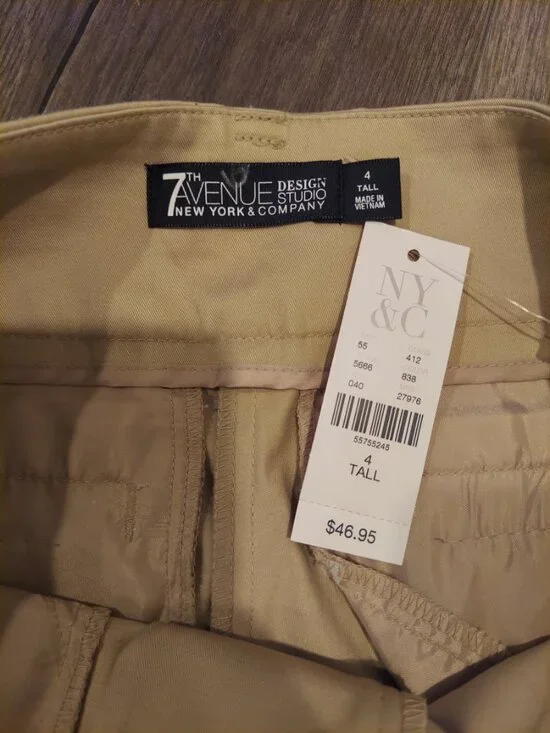 7TH
AVENUE DESIGN
STUDIO
NEW YORK & COMPANY
4
TALL
MADE IN
VIETNAM
NY
&C
55 412
5666 838
040 27976
55755245
4
TALL
$46.95